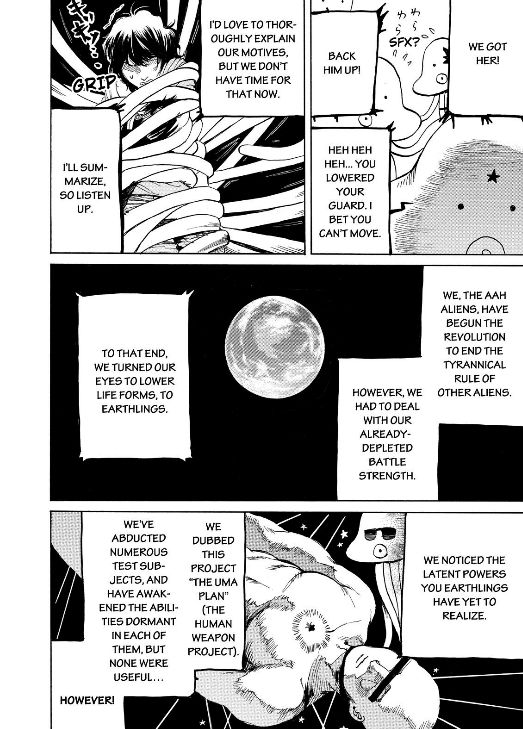 WE GOT
HER!
わらわら
SFX?
BACK
HIM UP!
HEH HEH
HEH... YOU
LOWERED
YOUR
GUARD. I
BET YOU
CAN'T MOVE.
I'D LOVE TO THOR-
OUGHLY EXPLAIN
OUR MOTIVES,
BUT WE DON'T
HAVE TIME FOR
THAT NOW.
GRIP
I'LL SUM-
MARIZE,
SO LISTEN
UP.
WE, THE AAH
ALIENS, HAVE
BEGUN THE
REVOLUTION
TO END THE
TYRANNICAL
RULE OF
OTHER ALIENS.
HOWEVER, WE
HAD TO DEAL
WITH OUR
ALREADY-
DEPLETED
BATTLE
STRENGTH.
TO THAT END,
WE TURNED OUR
EYES TO LOWER
LIFE FORMS, TO
EARTHLINGS.
WE NOTICED THE
LATENT POWERS
YOU EARTHLINGS
HAVE YET TO
REALIZE.
WE
DUBBED
THIS
PROJECT
"THE UMA
PLAN"
(THE
HUMAN
WEAPON
PROJECT).
WE'VE
ABDUCTED
NUMEROUS
TEST SUB-
JECTS, AND
HAVE AWAK-
ENED THE ABILI-
TIES DORMANT
IN EACH OF
THEM, BUT
NONE WERE
USEFUL...
HOWEVER!